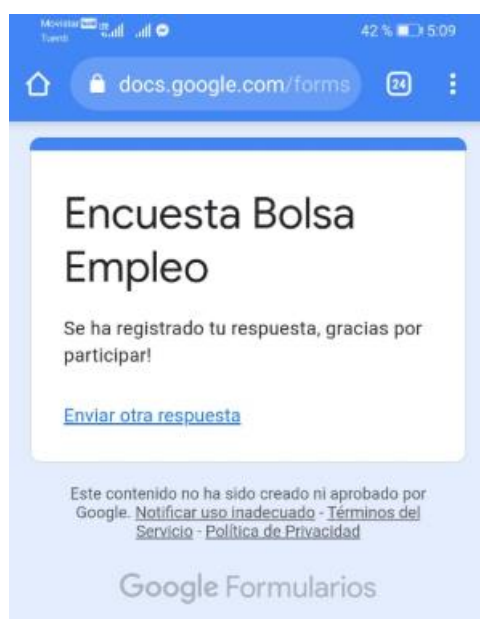 Movistar
Tuenti
42 % 5:09
docs.google.com/forms 24
Encuesta Bolsa
Empleo
Se ha registrado tu respuesta, gracias por
participar!
Enviar otra respuesta
Este contenido no ha sido creado ni aprobado por
Google. Notificar uso inadecuado - Términos del
Servicio - Política de Privacidad
Google Formularios